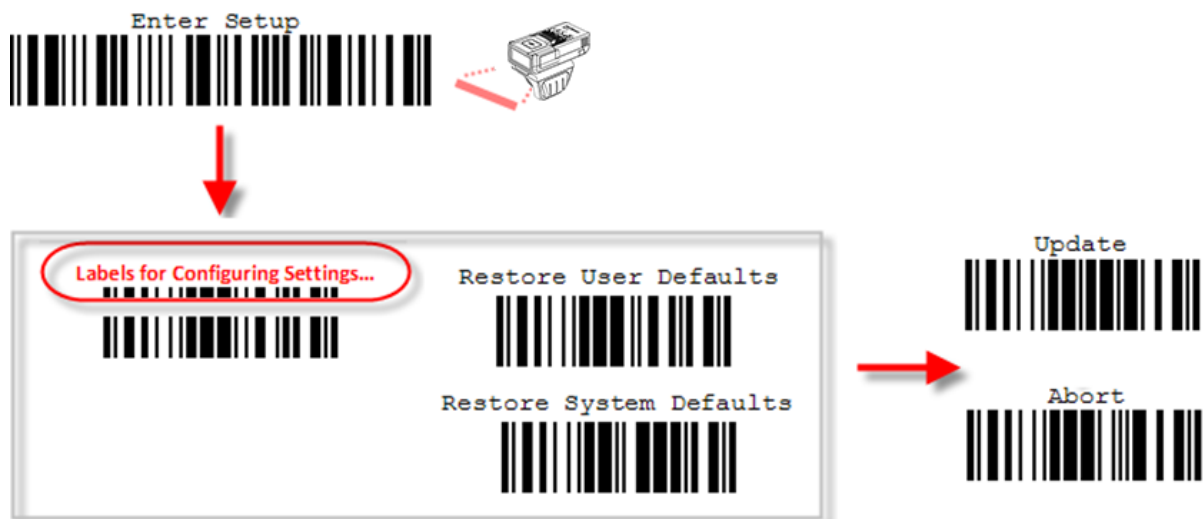 Enter Setup
Labels for Configuring Settings...
Restore User Defaults
Restore System Defaults
Update
Abort